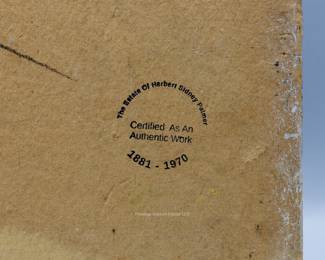 The Estate Of Herbert Sidney Palmer
Certified As An
Authentic Work
1881 - 1970